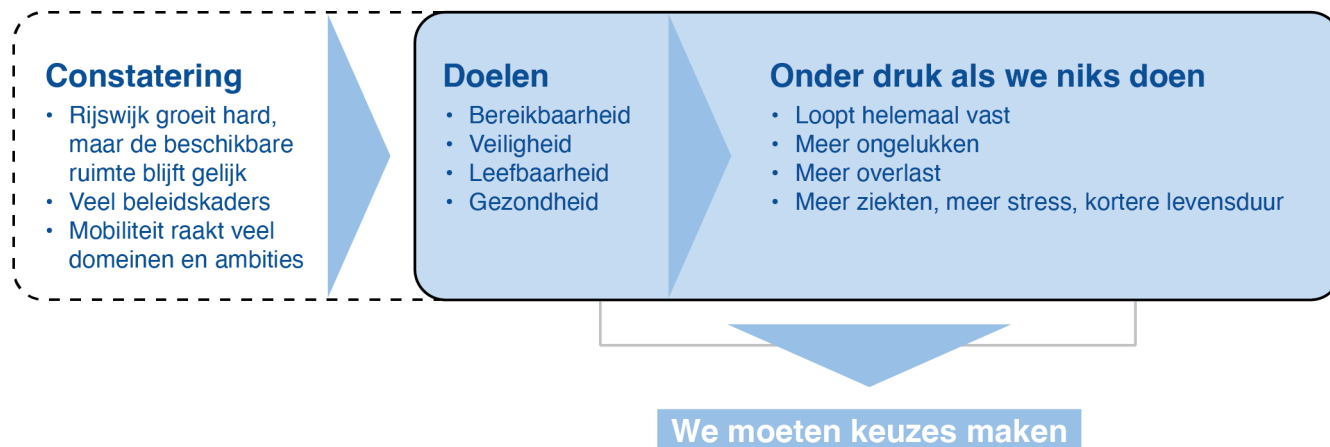 Constatering
• Rijswijk groeit hard,
maar de beschikbare
ruimte blijft gelijk
• Veel beleidskaders
• Mobiliteit raakt veel
domeinen en ambities
Doelen
• Bereikbaarheid
• Veiligheid
• Leefbaarheid
• Gezondheid
Onder druk als we niks doen
• Loopt helemaal vast
• Meer ongelukken
• Meer overlast
• Meer ziekten, meer stress, kortere levensduur
We moeten keuzes maken